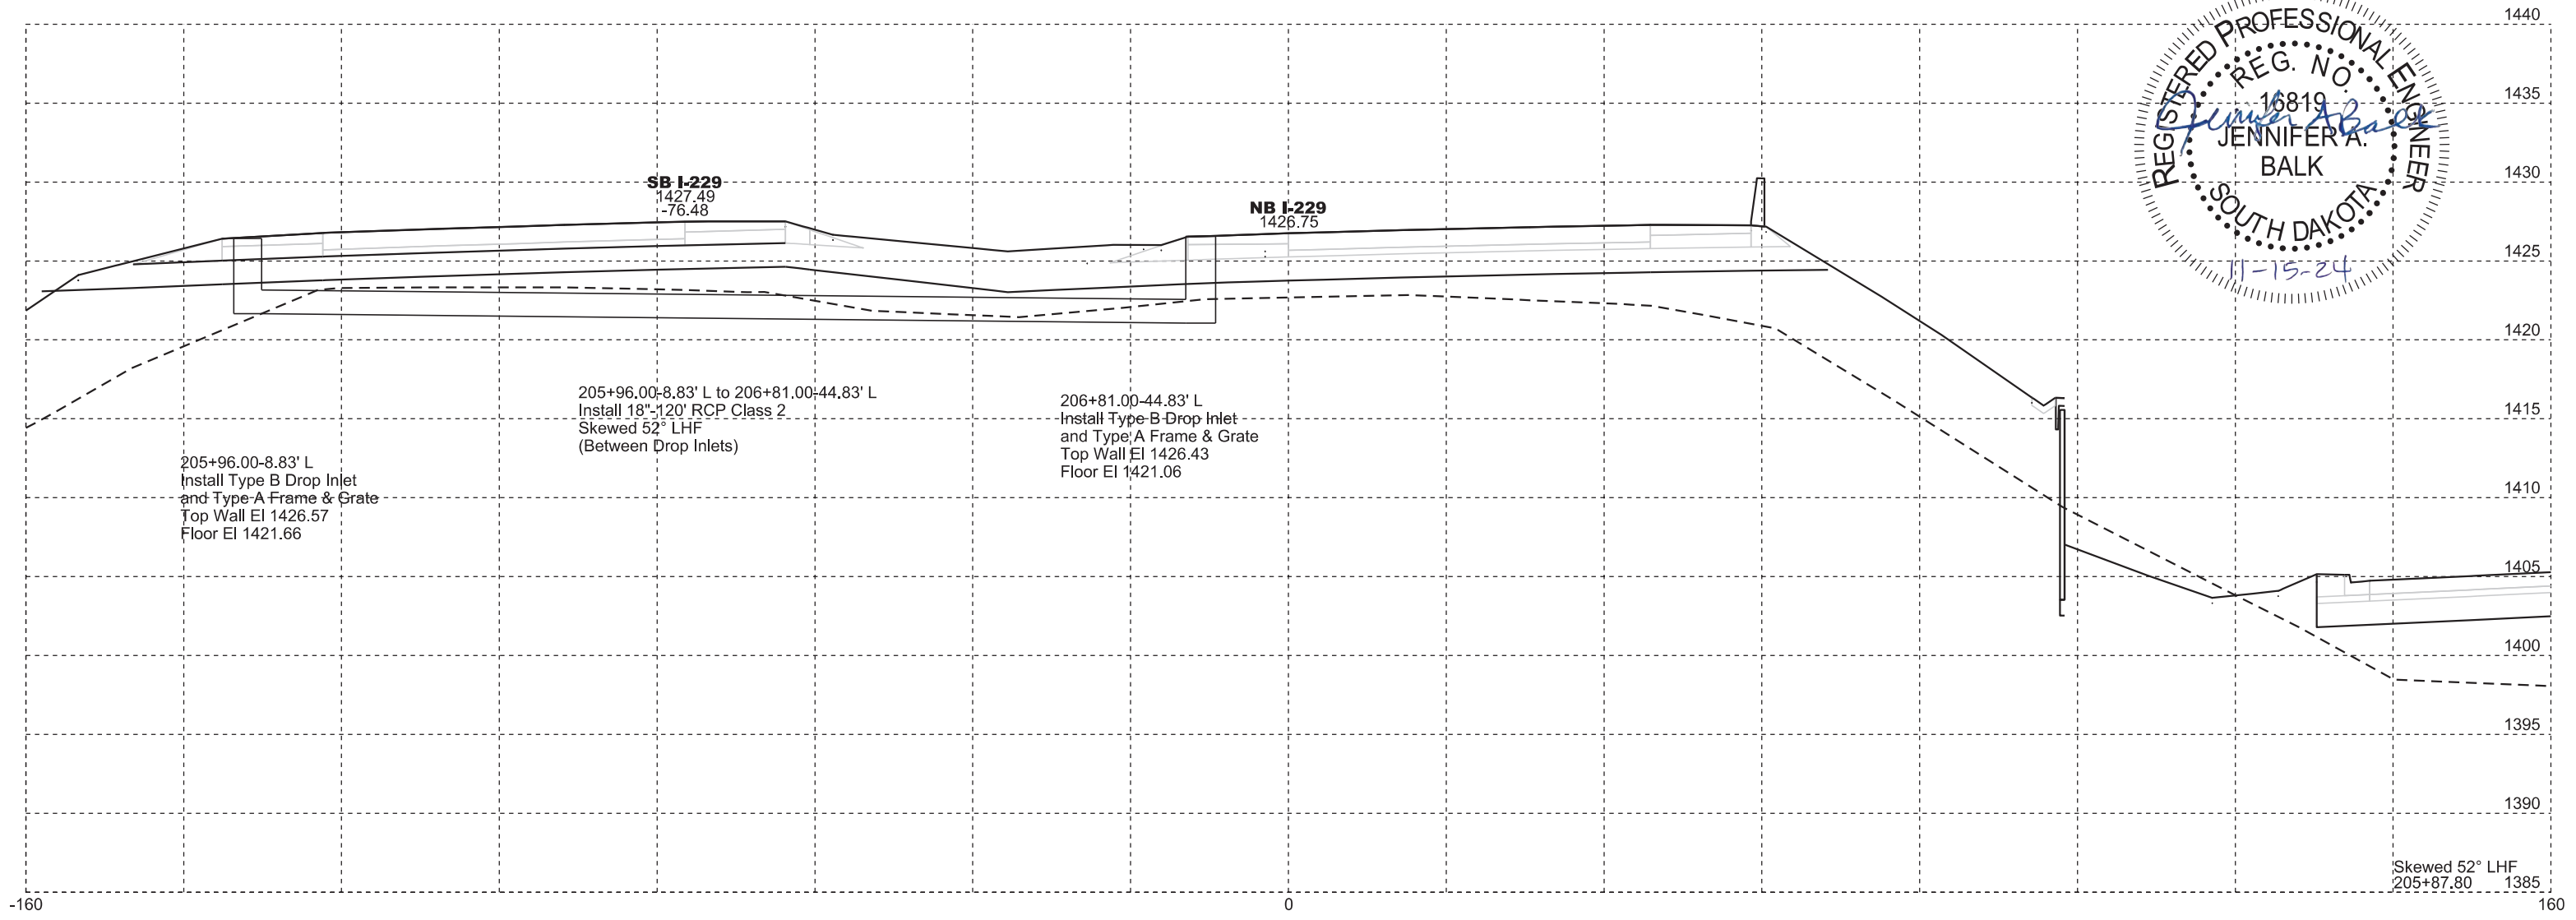 1440
1435
1430
1425
1420
1415
1410
1405
1400
1395
1390
1385
REGISTERED PROFESSIONAL ENGINEER
REG. NO.
16819
JENNIFER A.
BALK
SOUTH DAKOTA
Jennifer A Balk
11-15-24
SB I-229
1427.49
-76.48
NB I-229
1426.75
205+96.00-8.83' L to 206+81.00-44.83' L
Install 18"-120' RCP Class 2
Skewed 52° LHF
(Between Drop Inlets)
206+81.00-44.83' L
Install Type B Drop Inlet
and Type A Frame & Grate
Top Wall El 1426.43
Floor El 1421.06
205+96.00-8.83' L
Install Type B Drop Inlet
and Type A Frame & Grate
Top Wall El 1426.57
Floor El 1421.66
Skewed 52° LHF
205+87.80
-160
0
160